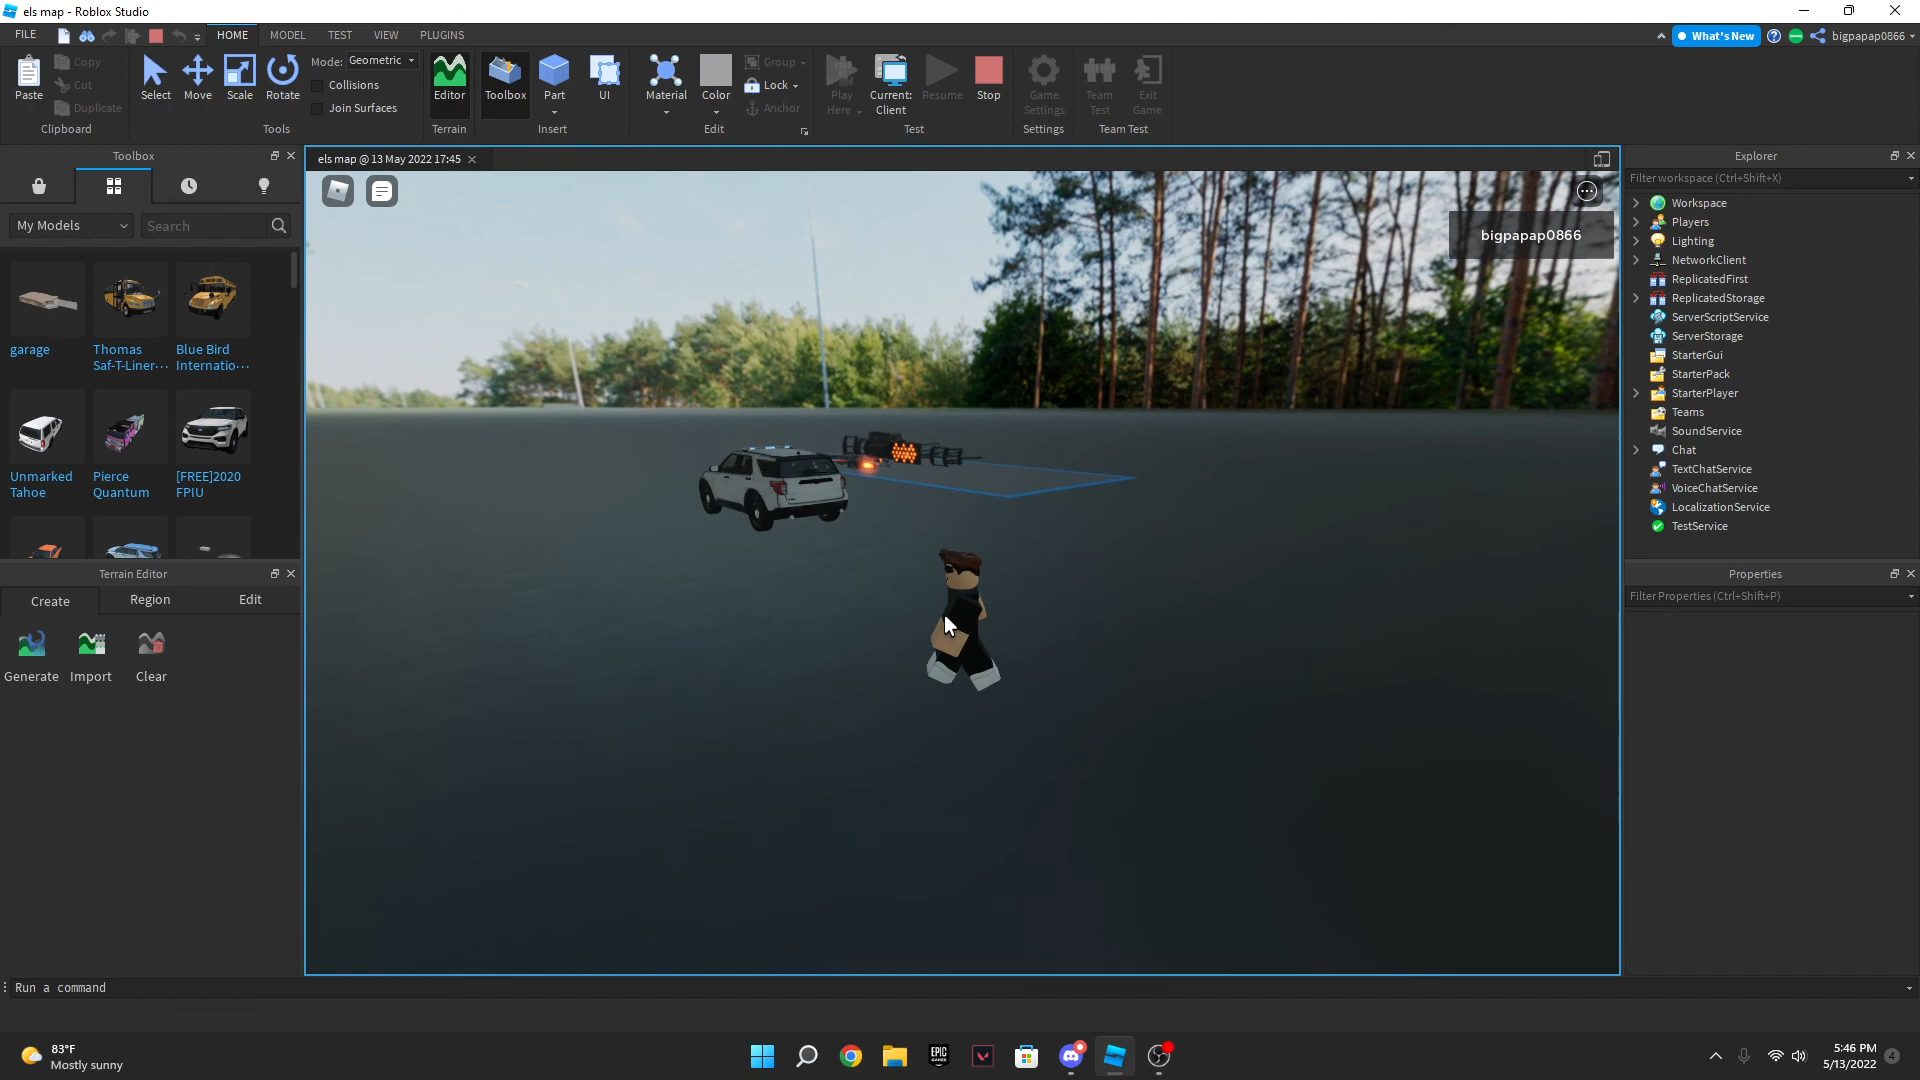 els map - Roblox Studio
FILE
HOME
MODEL
TEST
VIEW
PLUGINS
What's New
bigpapap0866
Paste
Copy
Cut
Duplicate
Clipboard
Select
Move
Scale
Rotate
Mode: Geometric
Collisions
Join Surfaces
Tools
Editor
Terrain
Toolbox
Part
UI
Insert
Material
Color
Group
Lock
Anchor
Edit
Play Here
Current: Client
Resume
Stop
Test
Game Settings
Settings
Team Test
Exit Game
Team Test
Toolbox
My Models
Search
garage
Thomas Saf-T-Liner···
Blue Bird Internatio···
Unmarked Tahoe
Pierce Quantum
[FREE]2020 FPIU
Terrain Editor
Create
Region
Edit
Generate
Import
Clear
els map @ 13 May 2022 17:45
bigpapap0866
Explorer
Filter workspace (Ctrl+Shift+X)
Workspace
Players
Lighting
NetworkClient
ReplicatedFirst
ReplicatedStorage
ServerScriptService
ServerStorage
StarterGui
StarterPack
StarterPlayer
Teams
SoundService
Chat
TextChatService
VoiceChatService
LocalizationService
TestService
Properties
Filter Properties (Ctrl+Shift+P)
Run a command
83°F
Mostly sunny
EPIC GAMES
5:46 PM
5/13/2022
4